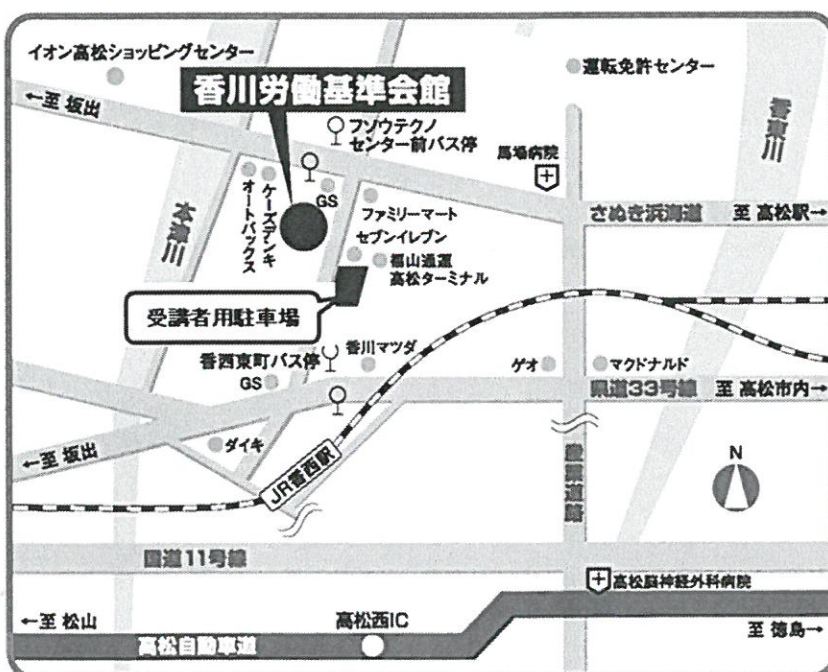 イオン高松ショッピングセンター
運転免許センター
香川労働基準会館
←至 坂出
フソウテクノ
センター前バス停
香東川
馬場病院
本津川
オートバックス
ケーズデンキ
GS
ファミリーマート
さぬき浜海道
至 高松駅→
セブンイレブン
福山通運
高松ターミナル
受講者用駐車場
香西東町バス停
香川マツダ
GS
ゲオ
マクドナルド
県道33号線
至 高松市内→
ダイキ
←至 坂出
JR香西駅
N
産業道路
国道11号線
高松脳神経外科病院
←至 松山
高松西IC
至 徳島→
高松自動車道